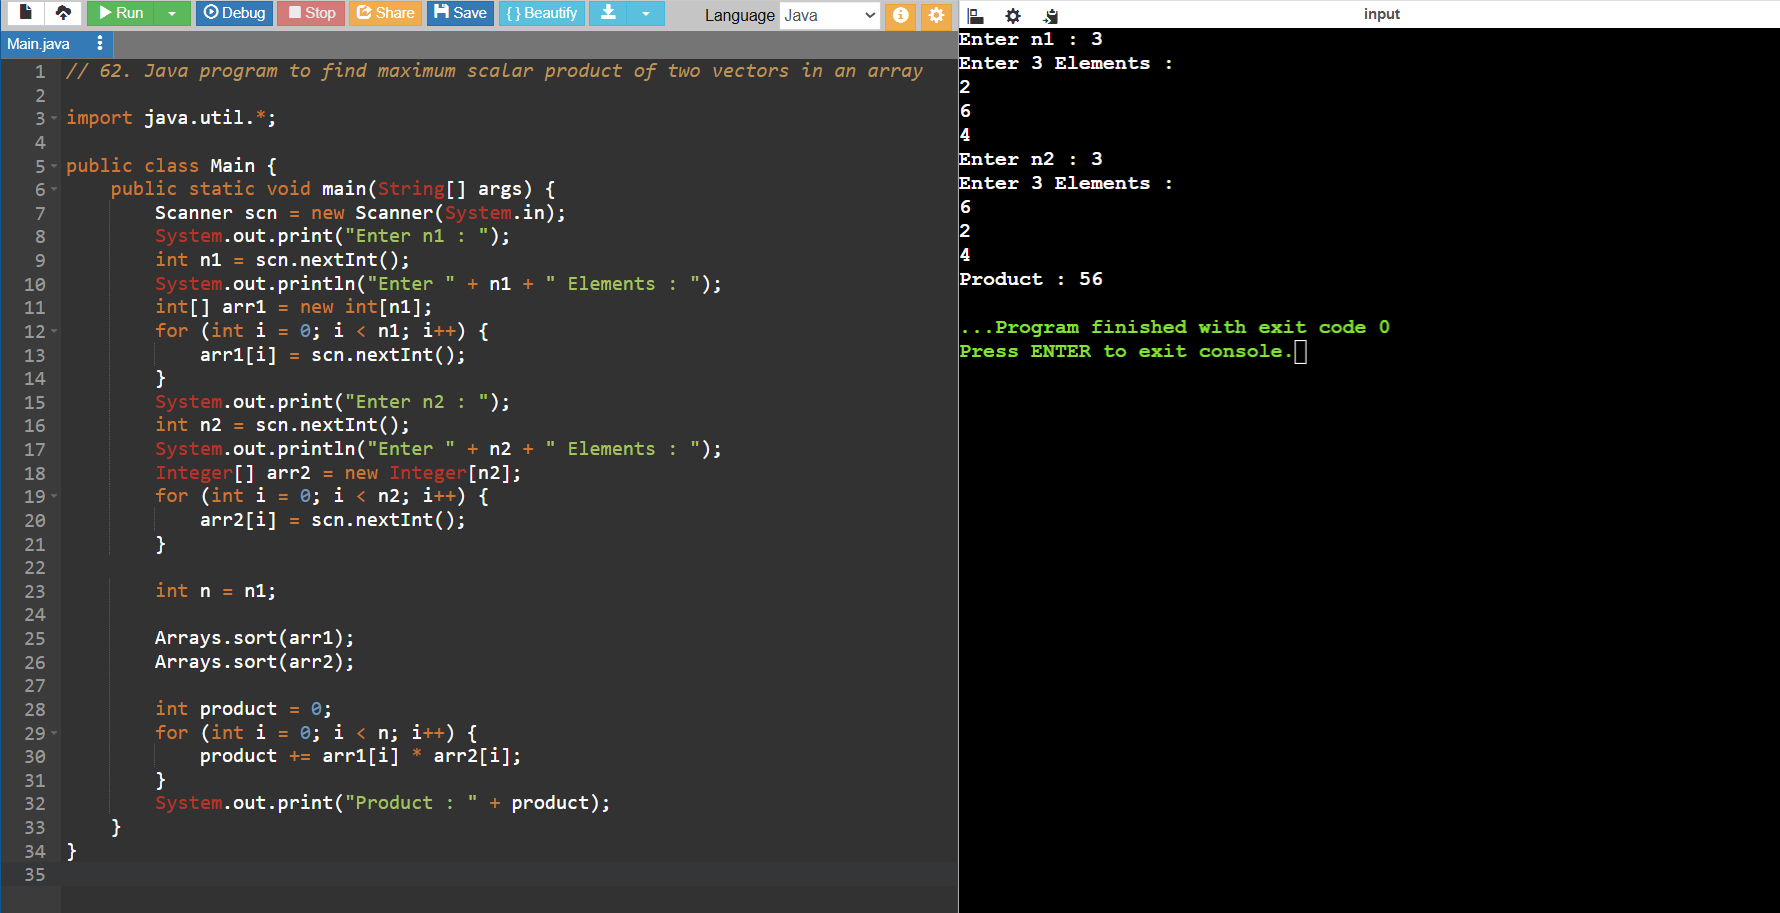 Run Debug Stop Share Save { } Beautify Language Java
Main.java
1 // 62. Java program to find maximum scalar product of two vectors in an array
2
3 import java.util.*;
4
5 public class Main {
6 public static void main(String[] args) {
7 Scanner scn = new Scanner(System.in);
8 System.out.print("Enter n1 : ");
9 int n1 = scn.nextInt();
10 System.out.println("Enter " + n1 + " Elements : ");
11 int[] arr1 = new int[n1];
12 for (int i = 0; i < n1; i++) {
13 arr1[i] = scn.nextInt();
14 }
15 System.out.print("Enter n2 : ");
16 int n2 = scn.nextInt();
17 System.out.println("Enter " + n2 + " Elements : ");
18 Integer[] arr2 = new Integer[n2];
19 for (int i = 0; i < n2; i++) {
20 arr2[i] = scn.nextInt();
21 }
22
23 int n = n1;
24
25 Arrays.sort(arr1);
26 Arrays.sort(arr2);
27
28 int product = 0;
29 for (int i = 0; i < n; i++) {
30 product += arr1[i] * arr2[i];
31 }
32 System.out.print("Product : " + product);
33 }
34 }
35
input
Enter n1 : 3
Enter 3 Elements :
2
6
4
Enter n2 : 3
Enter 3 Elements :
6
2
4
Product : 56
...Program finished with exit code 0
Press ENTER to exit console.